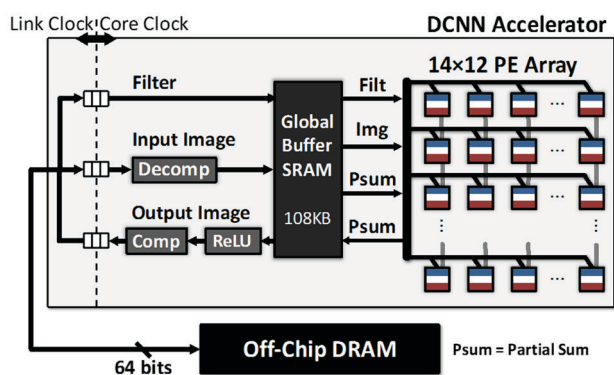 Link Clock Core Clock
DCNN Accelerator
14×12 PE Array
Filter
Filt
Input Image
Decomp
Global
Buffer
SRAM
108KB
Img
Psum
Output Image
Comp
ReLU
Psum
...
...
...
...
Off-Chip DRAM
64 bits
Psum = Partial Sum